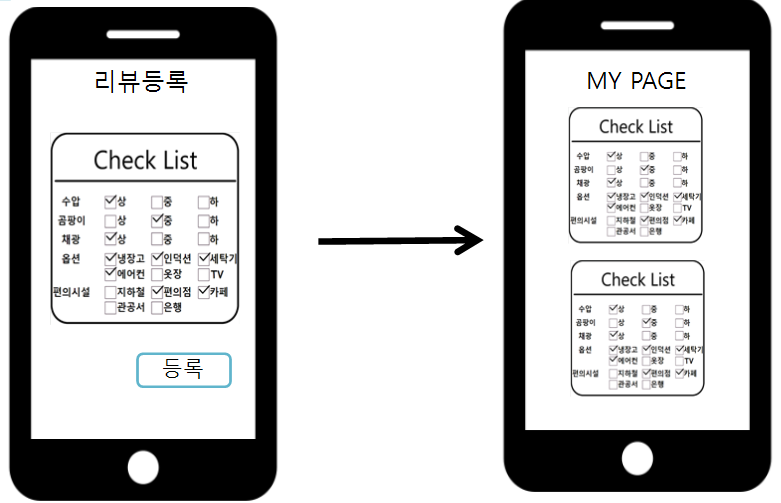 리뷰등록
Check List
수압 상 중 하
곰팡이 상 중 하
채광 상 중 하
옵션 냉장고 인덕션 세탁기
에어컨 옷장 TV
편의시설 지하철 편의점 카페
관공서 은행
등록
MY PAGE
Check List
수압 상 중 하
곰팡이 상 중 하
채광 상 중 하
옵션 냉장고 인덕션 세탁기
에어컨 옷장 TV
편의시설 지하철 편의점 카페
관공서 은행
Check List
수압 상 중 하
곰팡이 상 중 하
채광 상 중 하
옵션 냉장고 인덕션 세탁기
에어컨 옷장 TV
편의시설 지하철 편의점 카페
관공서 은행